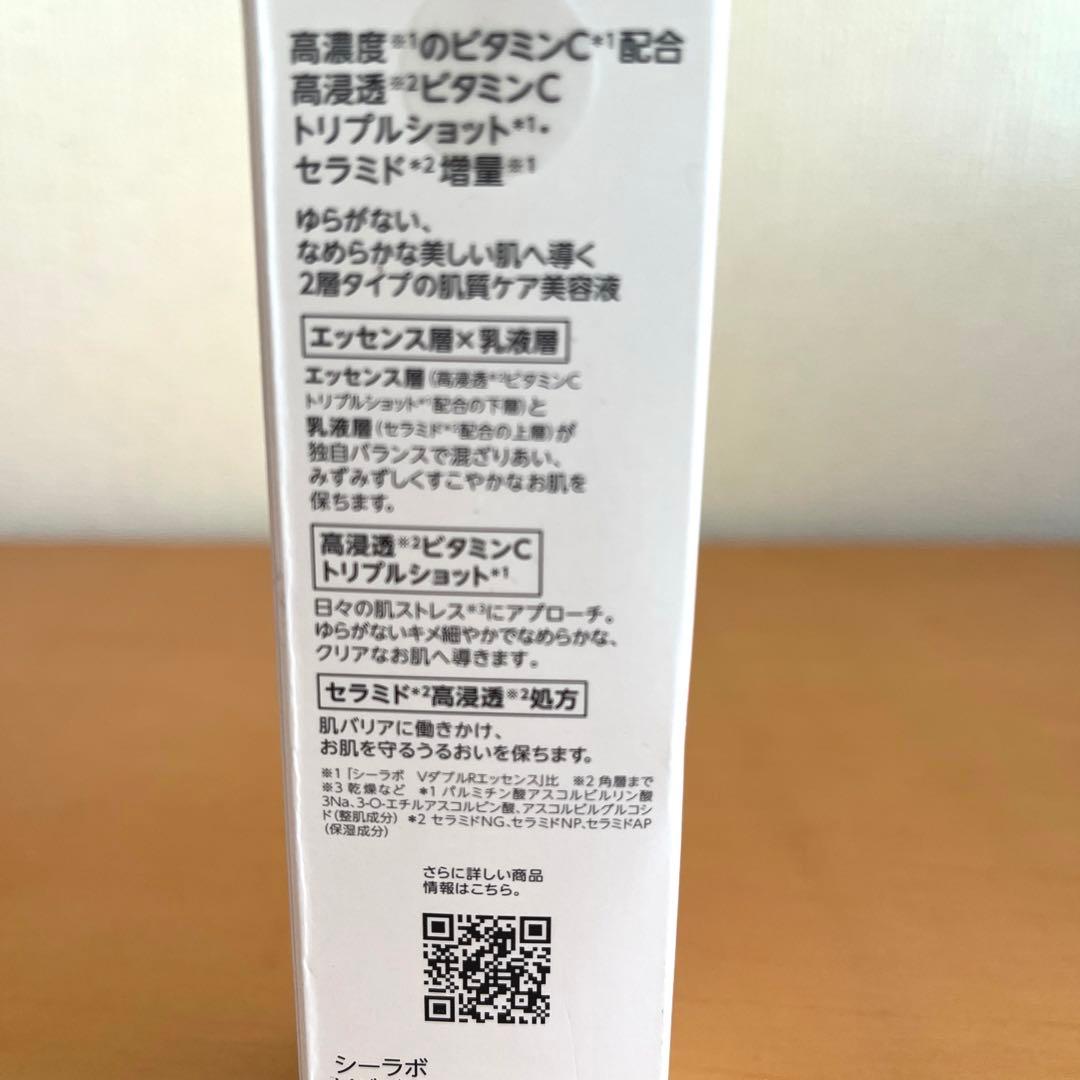 高濃度※1のビタミンC*1配合
高浸透※2ビタミンC
トリプルショット*1・
セラミド*2増量※1
ゆらがない、
なめらかな美しい肌へ導く
2層タイプの肌質ケア美容液
エッセンス層×乳液層
エッセンス層(高浸透※2ビタミンC
トリプルショット*1配合の下層)と
乳液層(セラミド*2配合の上層)が
独自バランスで混ざりあい、
みずみずしくすこやかなお肌を
保ちます。
高浸透※2ビタミンC
トリプルショット*1
日々の肌ストレス※3にアプローチ。
ゆらがないキメ細やかでなめらかな、
クリアなお肌へ導きます。
セラミド*2高浸透※2処方
肌バリアに働きかけ、
お肌を守るうるおいを保ちます。
※1「シーラボ VダブルRエッセンス」比 ※2 角層まで
※3 乾燥など *1 パルミチン酸アスコルビルリン酸
3Na、3-O-エチルアスコルビン酸、アスコルビルグルコシ
ド(整肌成分) *2 セラミドNG、セラミドNP、セラミドAP
(保湿成分)
さらに詳しい商品
情報はこちら。
シーラボ